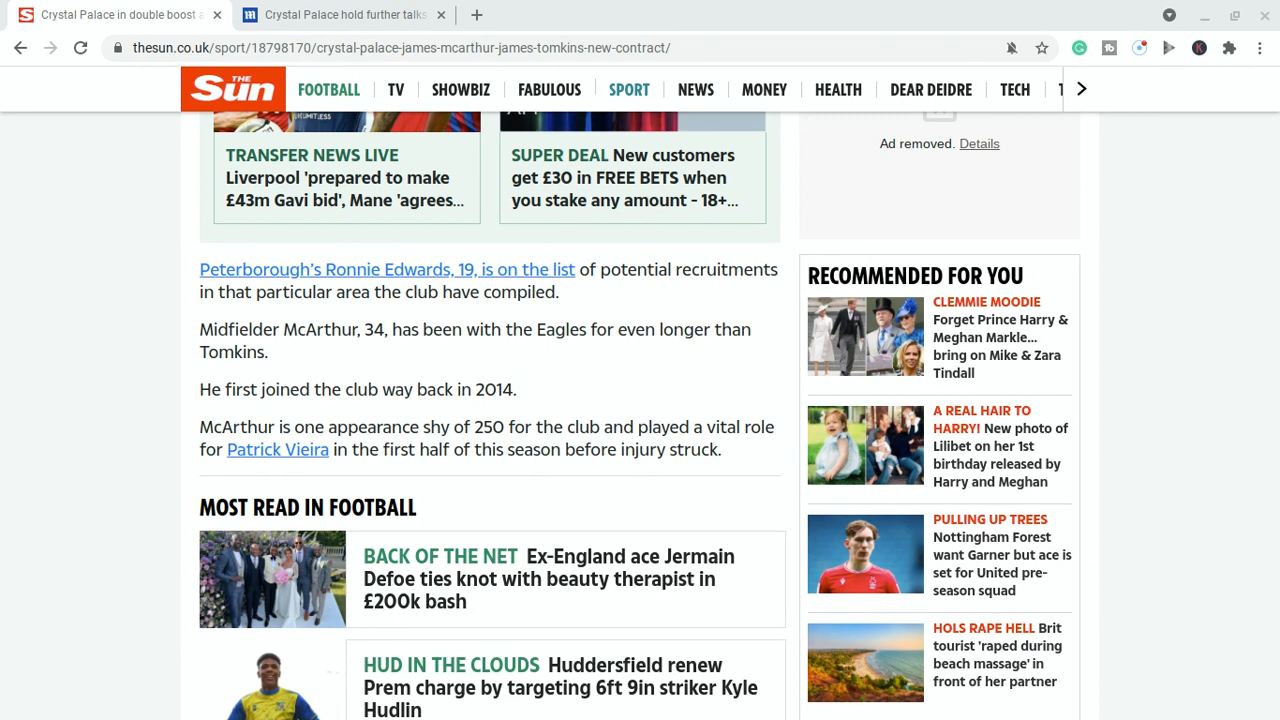 Crystal Palace in double boost a
Crystal Palace hold further talks
thesun.co.uk/sport/18798170/crystal-palace-james-mcarthur-james-tomkins-new-contract/
THE Sun
FOOTBALL TV SHOWBIZ FABULOUS SPORT NEWS MONEY HEALTH DEAR DEIDRE TECH
TRANSFER NEWS LIVE
Liverpool 'prepared to make
£43m Gavi bid', Mane 'agrees...
SUPER DEAL New customers
get £30 in FREE BETS when
you stake any amount - 18+...
Ad removed. Details
Peterborough's Ronnie Edwards, 19, is on the list of potential recruitments
in that particular area the club have compiled.
Midfielder McArthur, 34, has been with the Eagles for even longer than
Tomkins.
He first joined the club way back in 2014.
McArthur is one appearance shy of 250 for the club and played a vital role
for Patrick Vieira in the first half of this season before injury struck.
MOST READ IN FOOTBALL
BACK OF THE NET Ex-England ace Jermain
Defoe ties knot with beauty therapist in
£200k bash
HUD IN THE CLOUDS Huddersfield renew
Prem charge by targeting 6ft 9in striker Kyle
Hudlin
RECOMMENDED FOR YOU
CLEMMIE MOODIE
Forget Prince Harry &
Meghan Markle...
bring on Mike & Zara
Tindall
A REAL HAIR TO
HARRY! New photo of
Lilibet on her 1st
birthday released by
Harry and Meghan
PULLING UP TREES
Nottingham Forest
want Garner but ace is
set for United pre-
season squad
HOLS RAPE HELL Brit
tourist 'raped during
beach massage' in
front of her partner